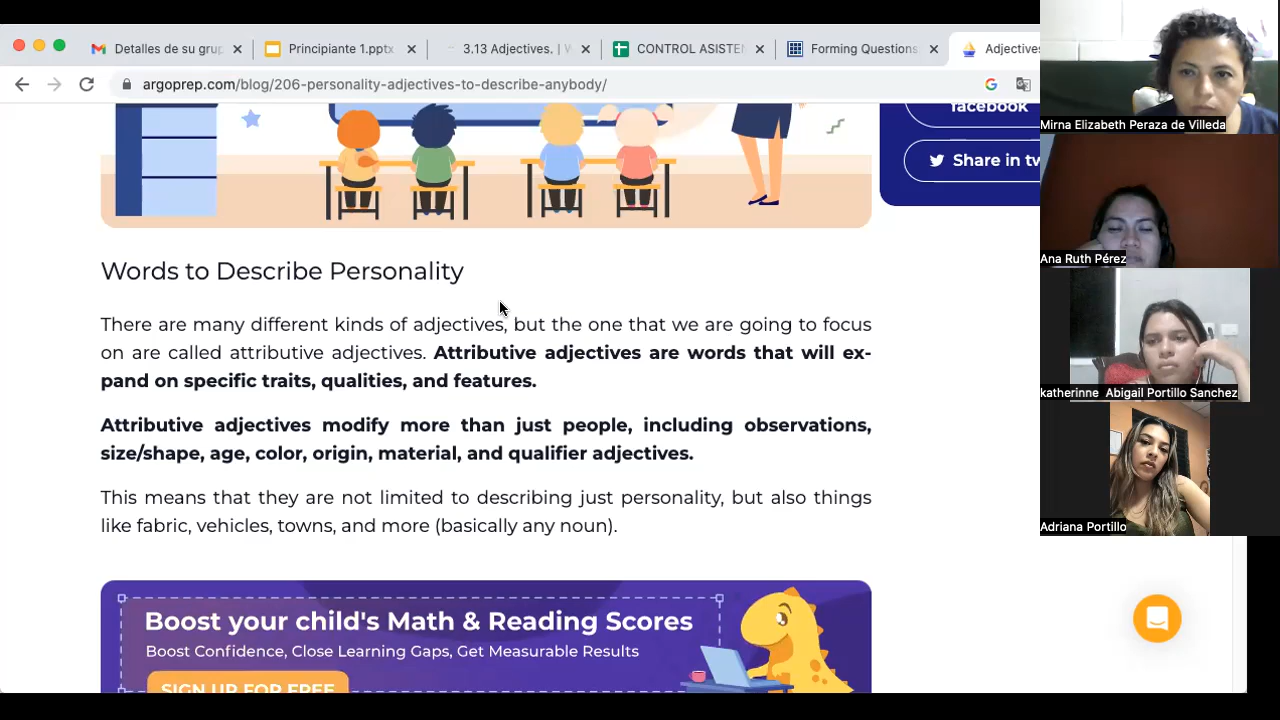 Detalles de su gru
Principiante 1.pptx
3.13 Adjectives. |
CONTROL ASISTEN
Forming Questions
Adjectives
argoprep.com/blog/206-personality-adjectives-to-describe-anybody/
facebook
Share in tw
Words to Describe Personality
There are many different kinds of adjectives, but the one that we are going to focus
on are called attributive adjectives. Attributive adjectives are words that will ex-
pand on specific traits, qualities, and features.
Attributive adjectives modify more than just people, including observations,
size/shape, age, color, origin, material, and qualifier adjectives.
This means that they are not limited to describing just personality, but also things
like fabric, vehicles, towns, and more (basically any noun).
Boost your child's Math & Reading Scores
Boost Confidence, Close Learning Gaps, Get Measurable Results
SIGN UP FOR FREE
Mirna Elizabeth Peraza de Villeda
Ana Ruth Pérez
katherinne Abigail Portillo Sanchez
Adriana Portillo